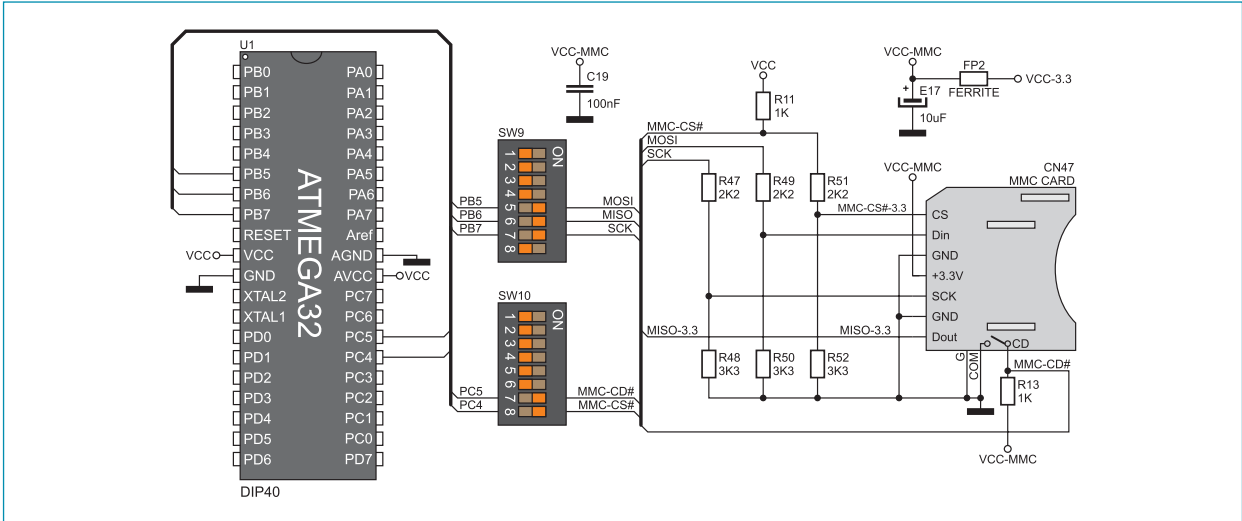 U1
PB0 PA0
PB1 PA1
PB2 PA2
PB3 PA3
PB4 PA4
PB5 PA5
PB6 PA6
PB7 PA7
RESET Aref
VCC VCC AGND
GND AVCC VCC
XTAL2 PC7
XTAL1 PC6
PD0 PC5
PD1 PC4
PD2 PC3
PD3 PC2
PD4 PC1
PD5 PC0
PD6 PD7
ATMEGA32
DIP40
VCC-MMC
C19
100nF
SW9
ON
1
2
3
4
5
6
7
8
PB5 MOSI
PB6 MISO
PB7 SCK
SW10
ON
1
2
3
4
5
6
7
8
PC5 MMC-CD#
PC4 MMC-CS#
VCC
R11
1K
MMC-CS#
MOSI
SCK
R47
2K2
R49
2K2
R51
2K2
MMC-CS#-3.3
MISO-3.3 MISO-3.3
R48
3K3
R50
3K3
R52
3K3
VCC-MMC
FP2
FERRITE
VCC-3.3
+
E17
10uF
VCC-MMC
CN47
MMC CARD
CS
Din
GND
+3.3V
SCK
GND
Dout
CD
G
COM
MMC-CD#
R13
1K
VCC-MMC